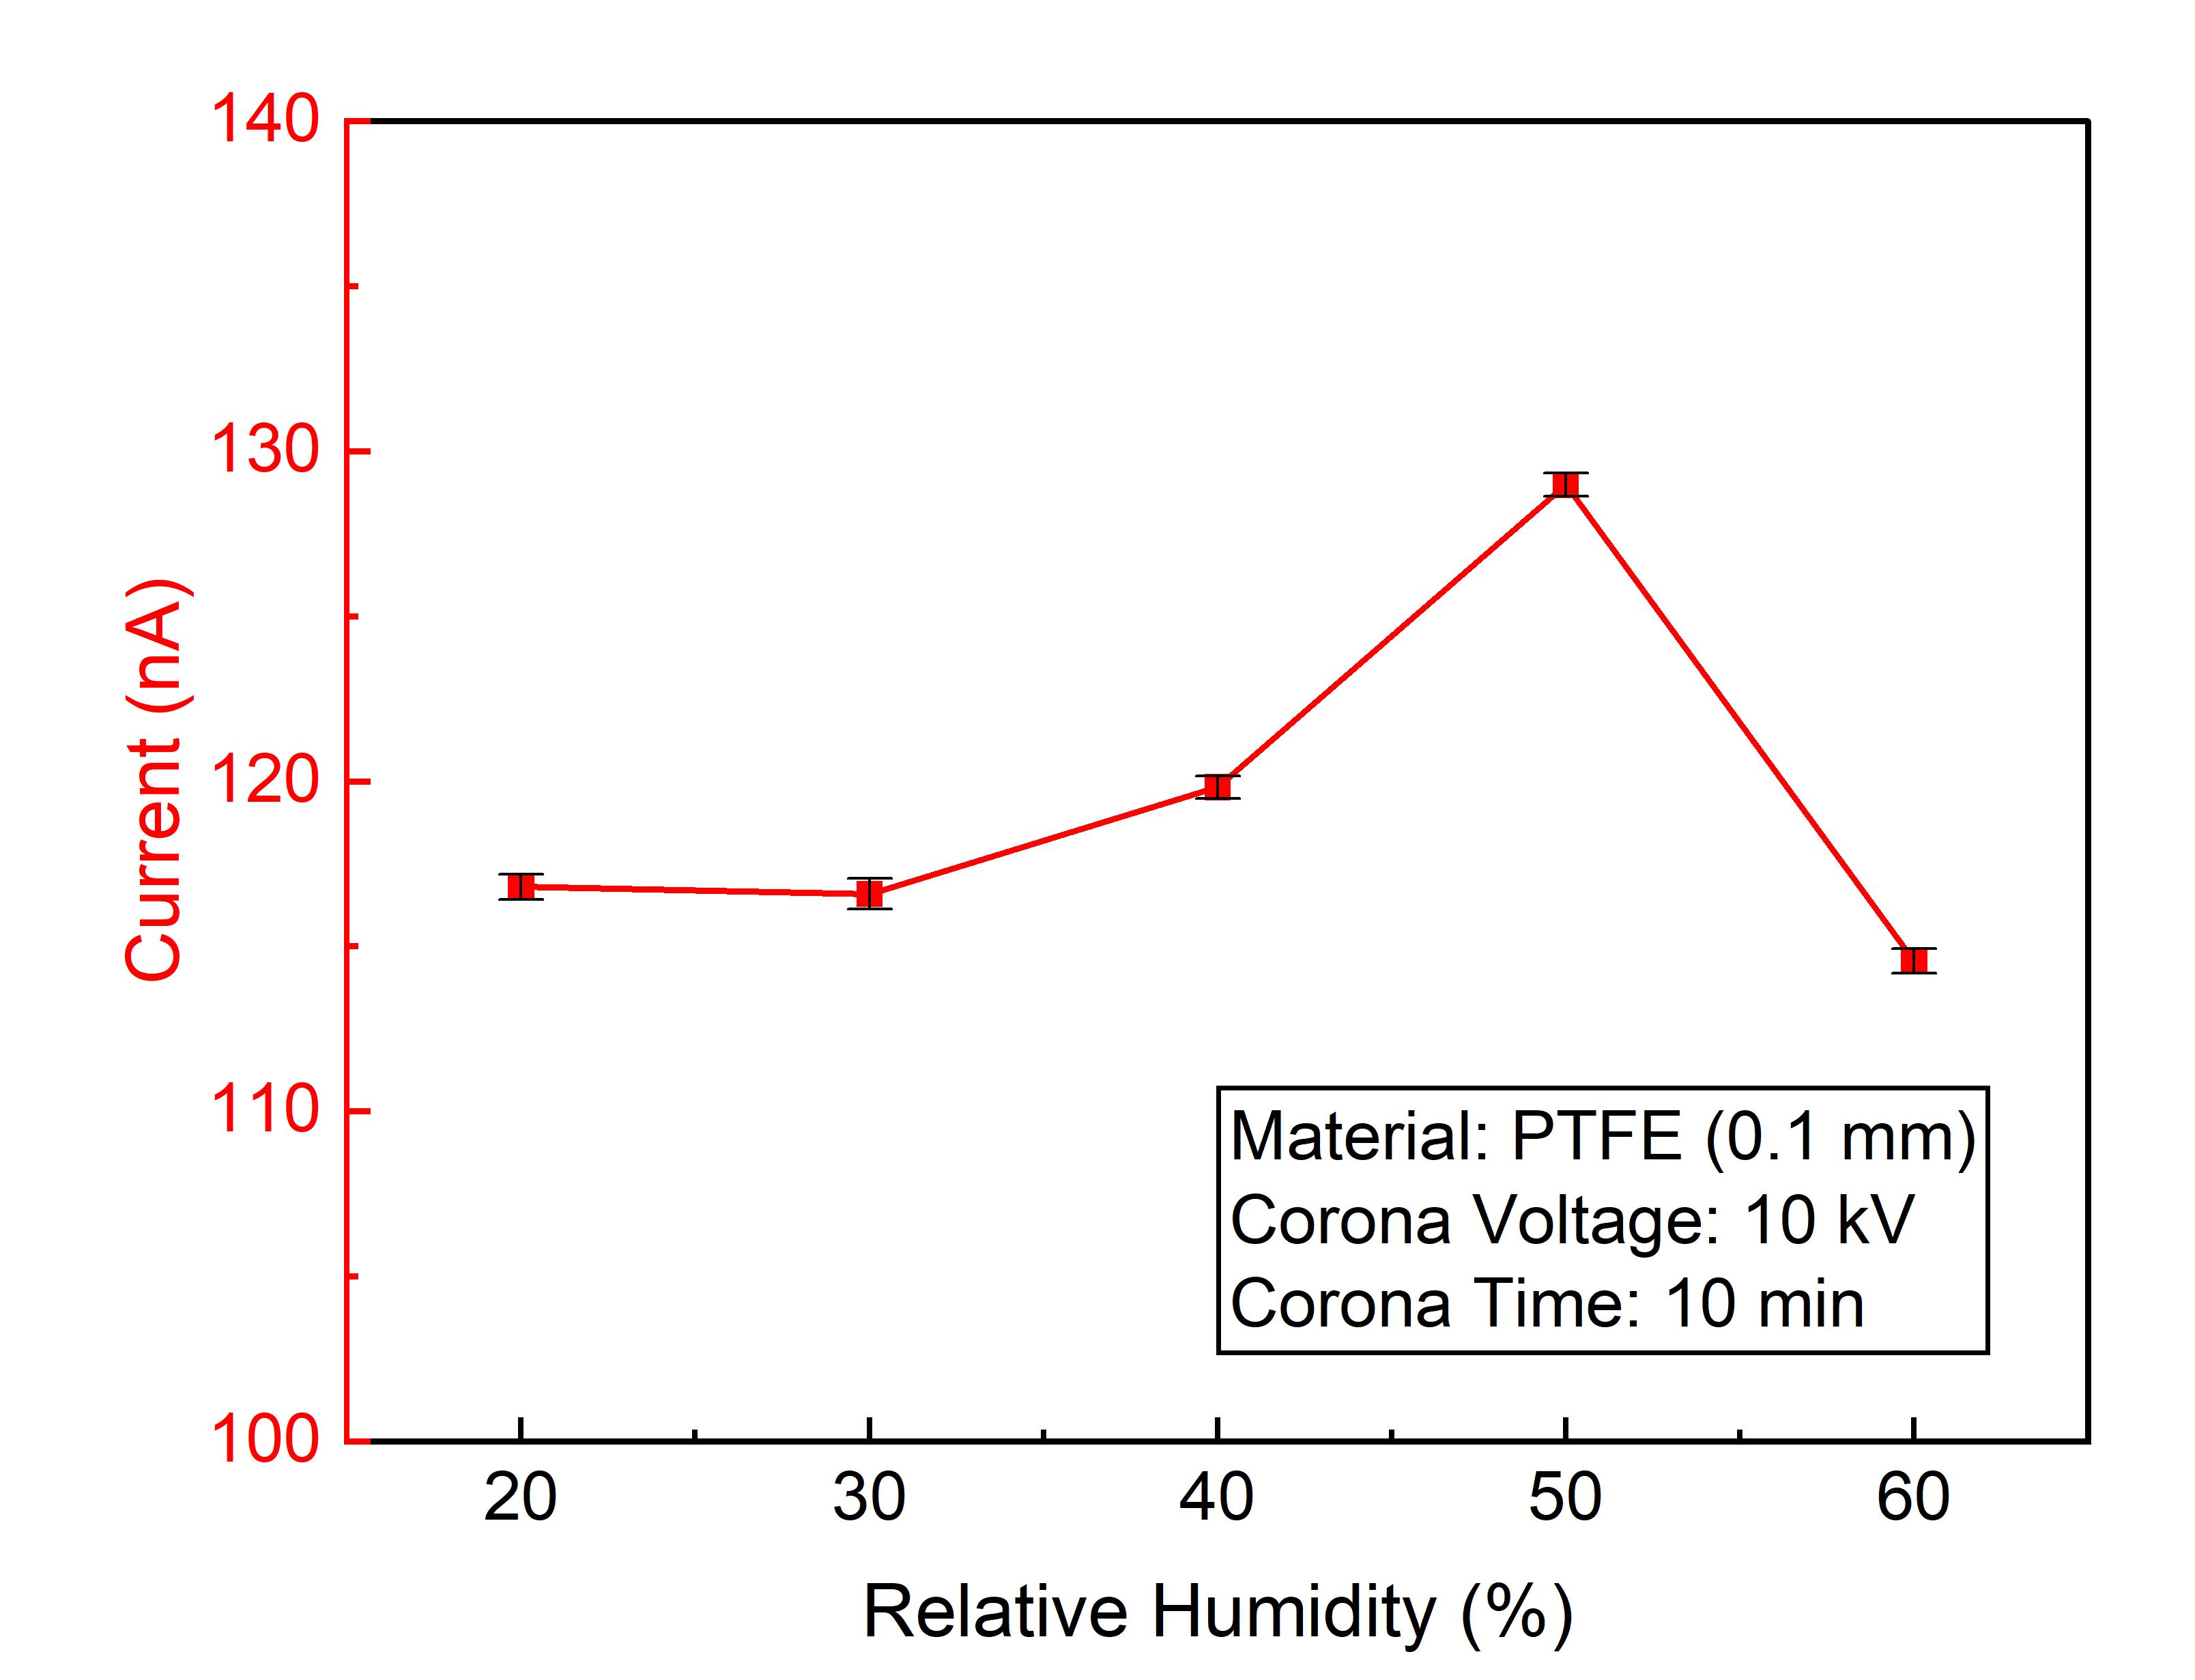 140
130
120
110
100
Current (nA)
Material: PTFE (0.1 mm)
Corona Voltage: 10 kV
Corona Time: 10 min
20 30 40 50 60
Relative Humidity (%)